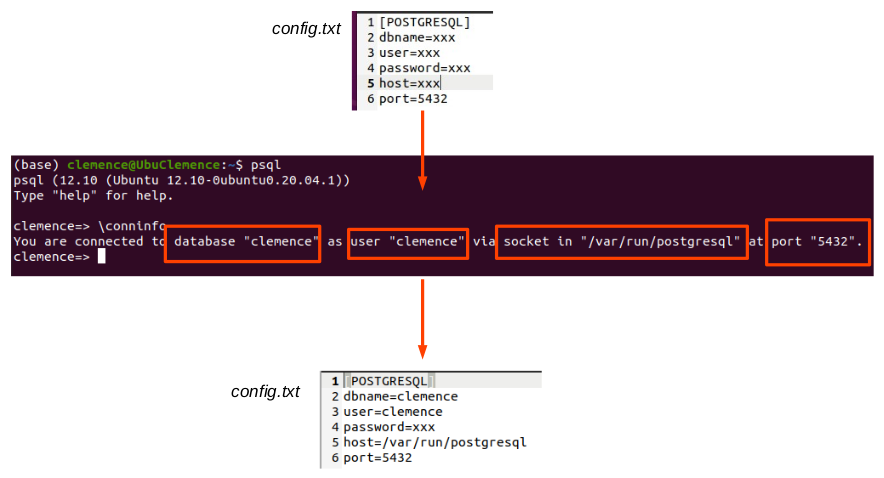 config.txt
1 [POSTGRESQL]
2 dbname=xxx
3 user=xxx
4 password=xxx
5 host=xxx
6 port=5432
(base) clemence@UbuClemence:~$ psql
psql (12.10 (Ubuntu 12.10-0ubuntu0.20.04.1))
Type "help" for help.
clemence=> \conninfo
You are connected to database "clemence" as user "clemence" via socket in "/var/run/postgresql" at port "5432".
clemence=>
config.txt
1 [POSTGRESQL]
2 dbname=clemence
3 user=clemence
4 password=xxx
5 host=/var/run/postgresql
6 port=5432